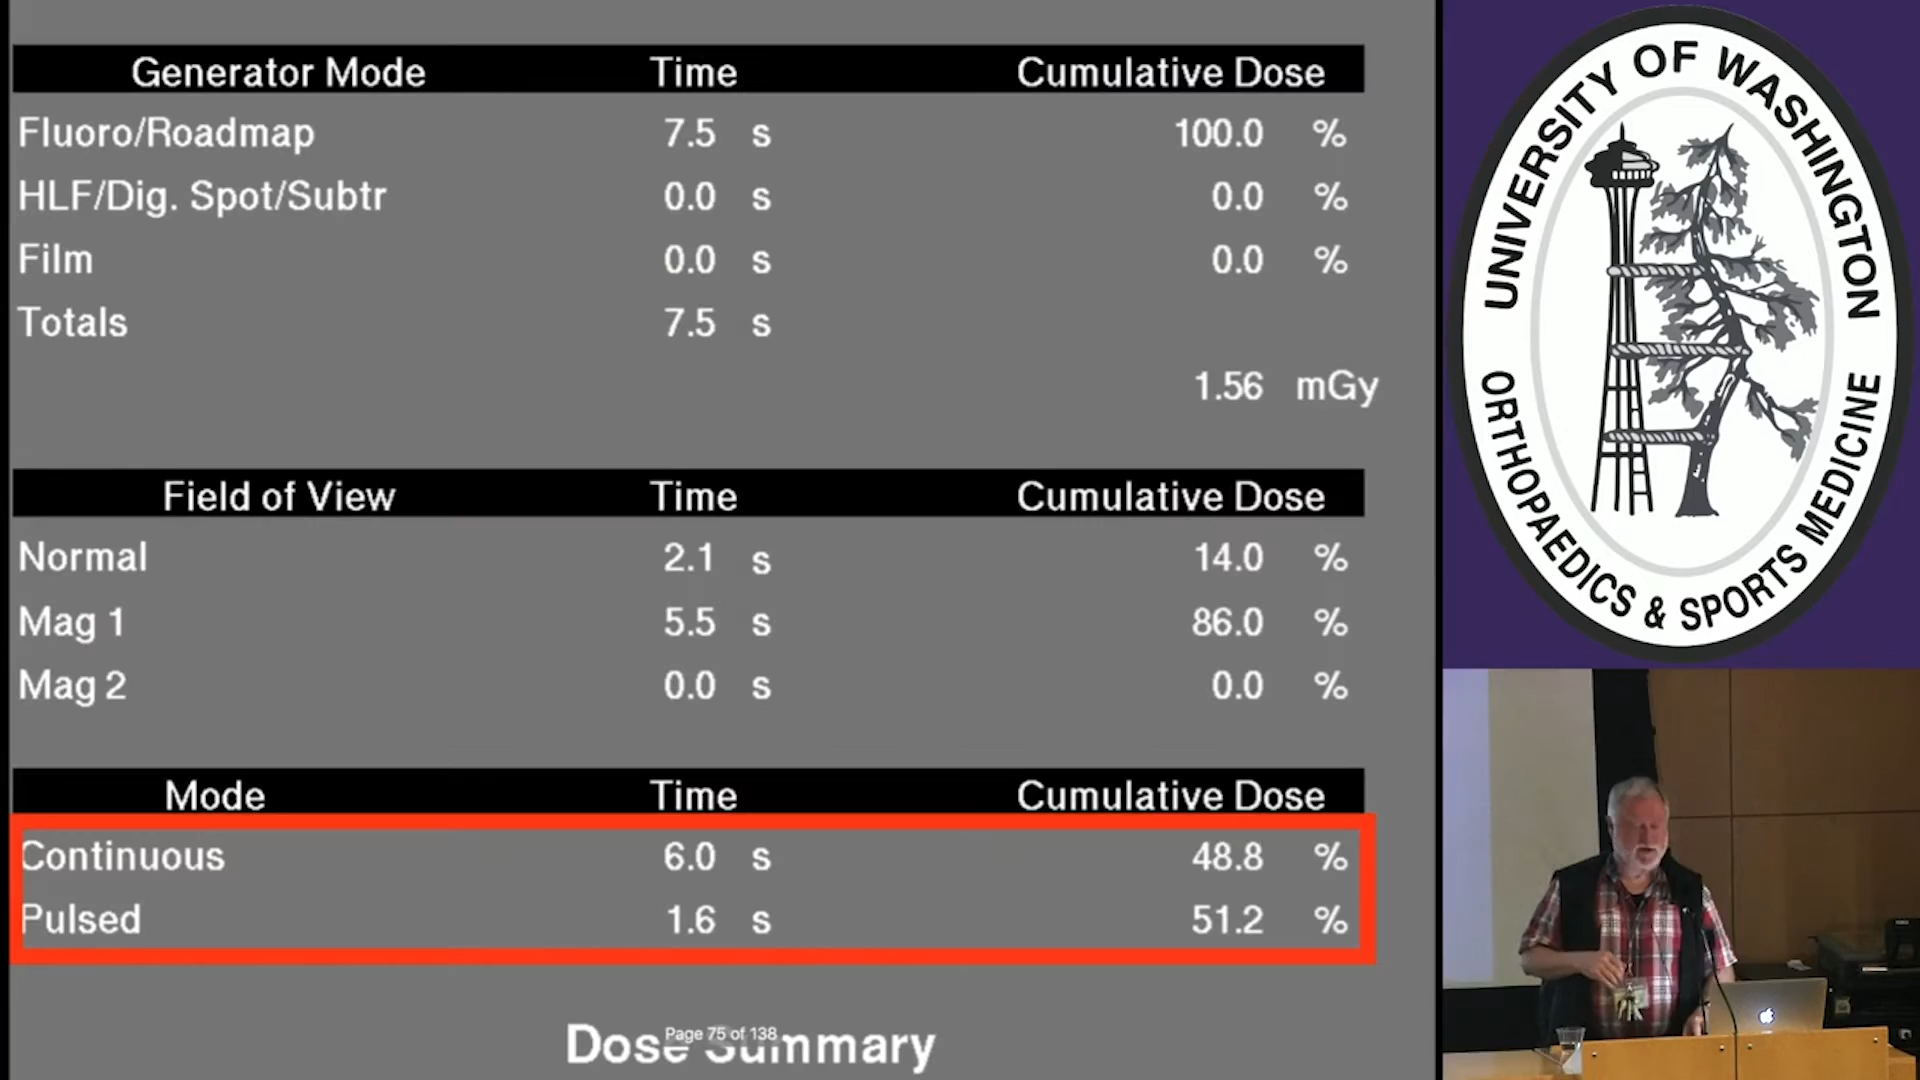 Generator Mode Time Cumulative Dose
Fluoro/Roadmap 7.5 s 100.0 %
HLF/Dig. Spot/Subtr 0.0 s 0.0 %
Film 0.0 s 0.0 %
Totals 7.5 s
1.56 mGy
Field of View Time Cumulative Dose
Normal 2.1 s 14.0 %
Mag 1 5.5 s 86.0 %
Mag 2 0.0 s 0.0 %
Mode Time Cumulative Dose
Continuous 6.0 s 48.8 %
Pulsed 1.6 s 51.2 %
Dose Summary
Page 75 of 138
UNIVERSITY OF WASHINGTON
ORTHOPAEDICS & SPORTS MEDICINE